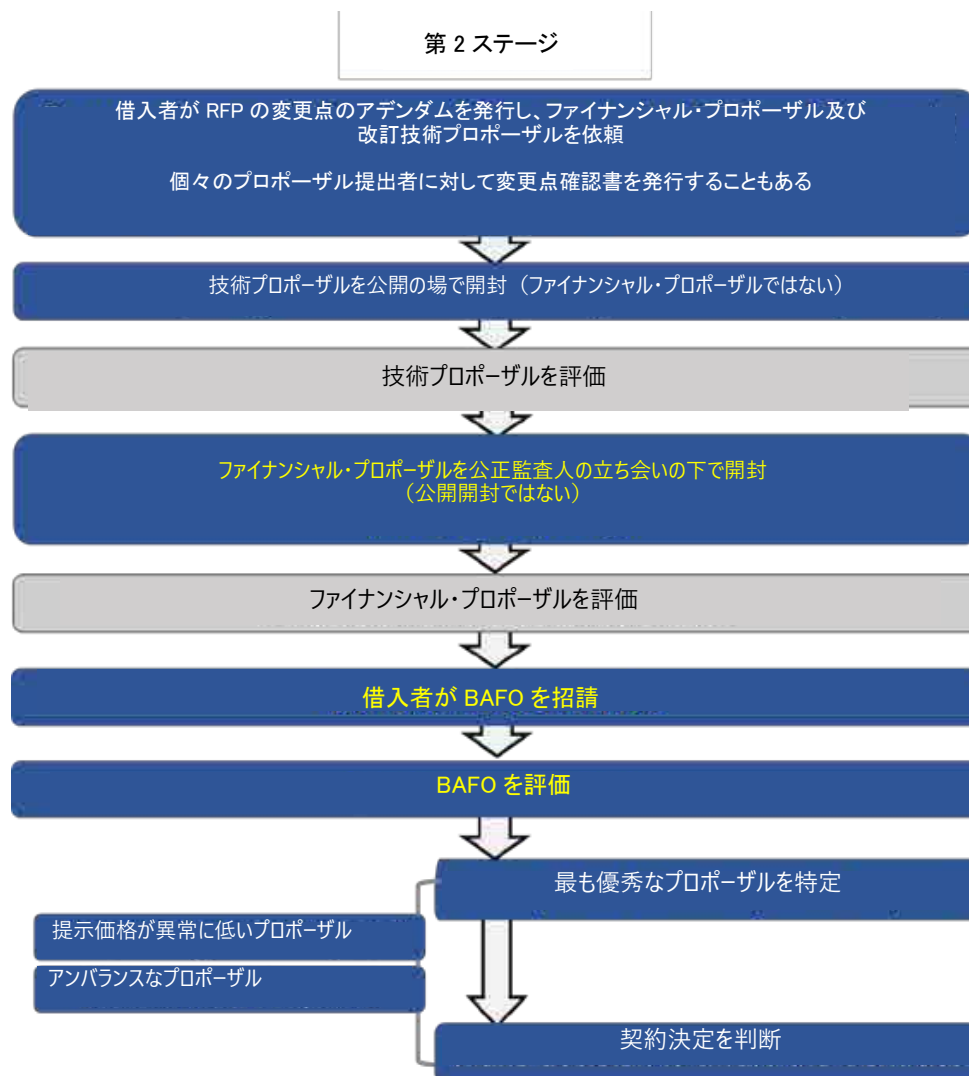 第 2 ステージ
借入者が RFP の変更点のアデンダムを発行し、ファイナンシャル・プロポーザル及び
改訂技術プロポーザルを依頼
個々のプロポーザル提出者に対して変更点確認書を発行することもある
技術プロポーザルを公開の場で開封（ファイナンシャル・プロポーザルではない）
技術プロポーザルを評価
ファイナンシャル・プロポーザルを公正監査人の立ち会いの下で開封
（公開開封ではない）
ファイナンシャル・プロポーザルを評価
借入者が BAFO を招請
BAFO を評価
最も優秀なプロポーザルを特定
提示価格が異常に低いプロポーザル
アンバランスなプロポーザル
契約決定を判断